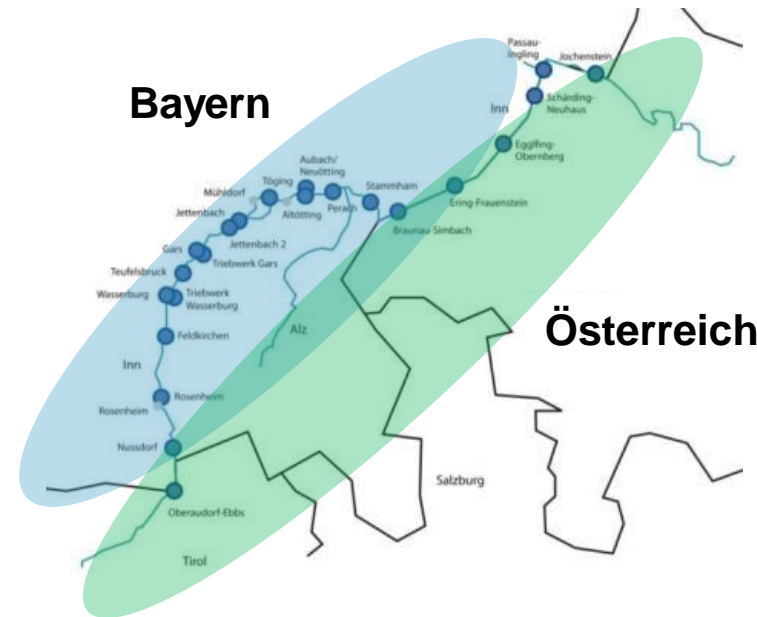 Passau-
Ingling
Jochenstein
Bayern
Inn
Schärding-
Neuhaus
Egglfing-
Obernberg
Aubach/
Neuötting
Töging
Stammham
Mühldorf
Altötting
Perach
Ering-Frauenstein
Jettenbach
Braunau-Simbach
Jettenbach 2
Gars
Triebwerk Gars
Teufelsbruck
Wasserburg
Triebwerk
Wasserburg
Alz
Österreich
Feldkirchen
Inn
Rosenheim
Rosenheim
Nussdorf
Salzburg
Oberaudorf-Ebbs
Tirol